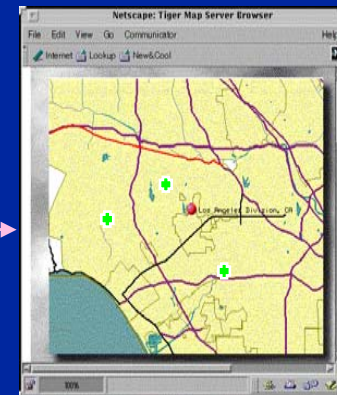 Netscape: Tiger Map Server Browser
File Edit View Go Communicator Help
Internet Lookup New&Cool
Los Angeles Division, CA
100%